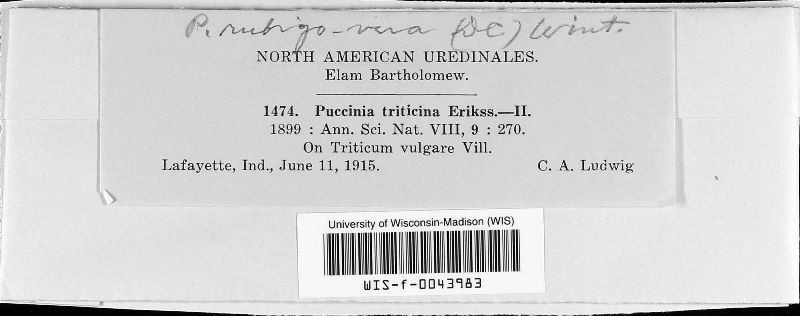 P. rubigo-vera (DC) Wint.
NORTH AMERICAN UREDINALES.
Elam Bartholomew.
1474. Puccinia triticina Erikss.—II.
1899 : Ann. Sci. Nat. VIII, 9 : 270.
On Triticum vulgare Vill.
Lafayette, Ind., June 11, 1915. C. A. Ludwig
University of Wisconsin-Madison (WIS)
WIS-f-0043983